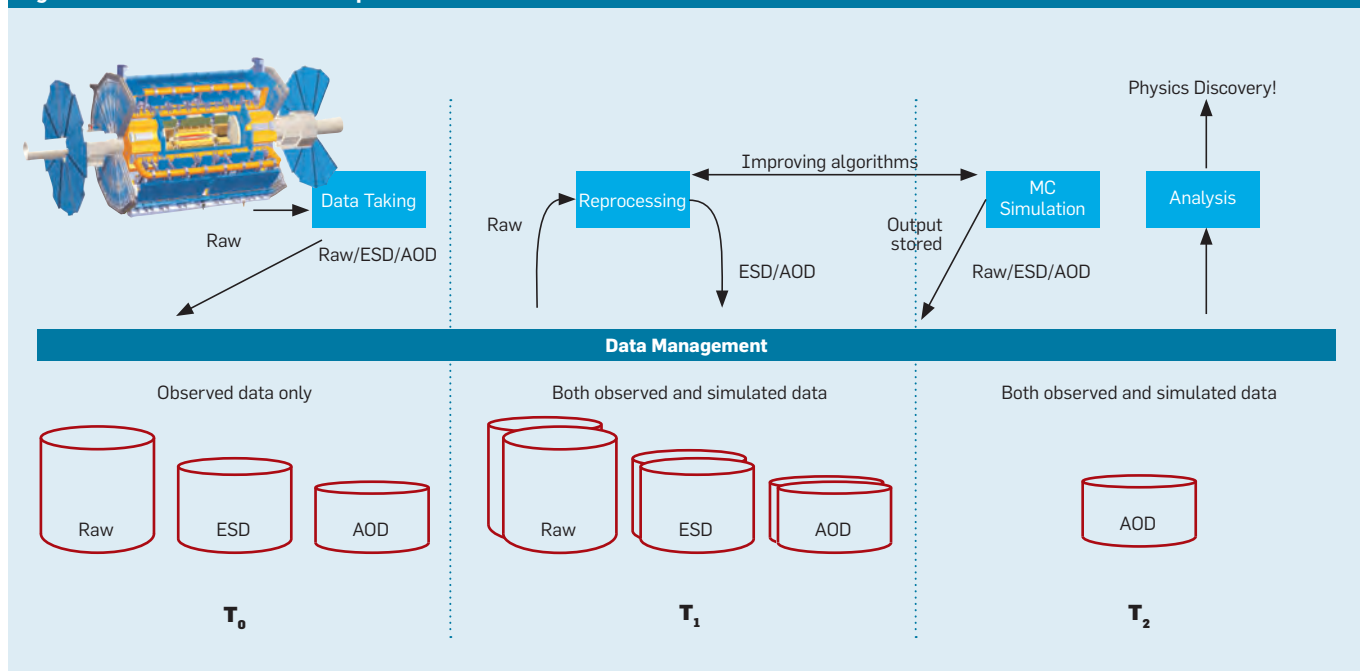 Physics Discovery!
Improving algorithms
Data Taking
Reprocessing
MC
Simulation
Analysis
Raw
Raw/ESD/AOD
Raw
ESD/AOD
Output
stored
Raw/ESD/AOD
Data Management
Observed data only
Both observed and simulated data
Both observed and simulated data
Raw
ESD
AOD
Raw
ESD
AOD
AOD
T0
T1
T2